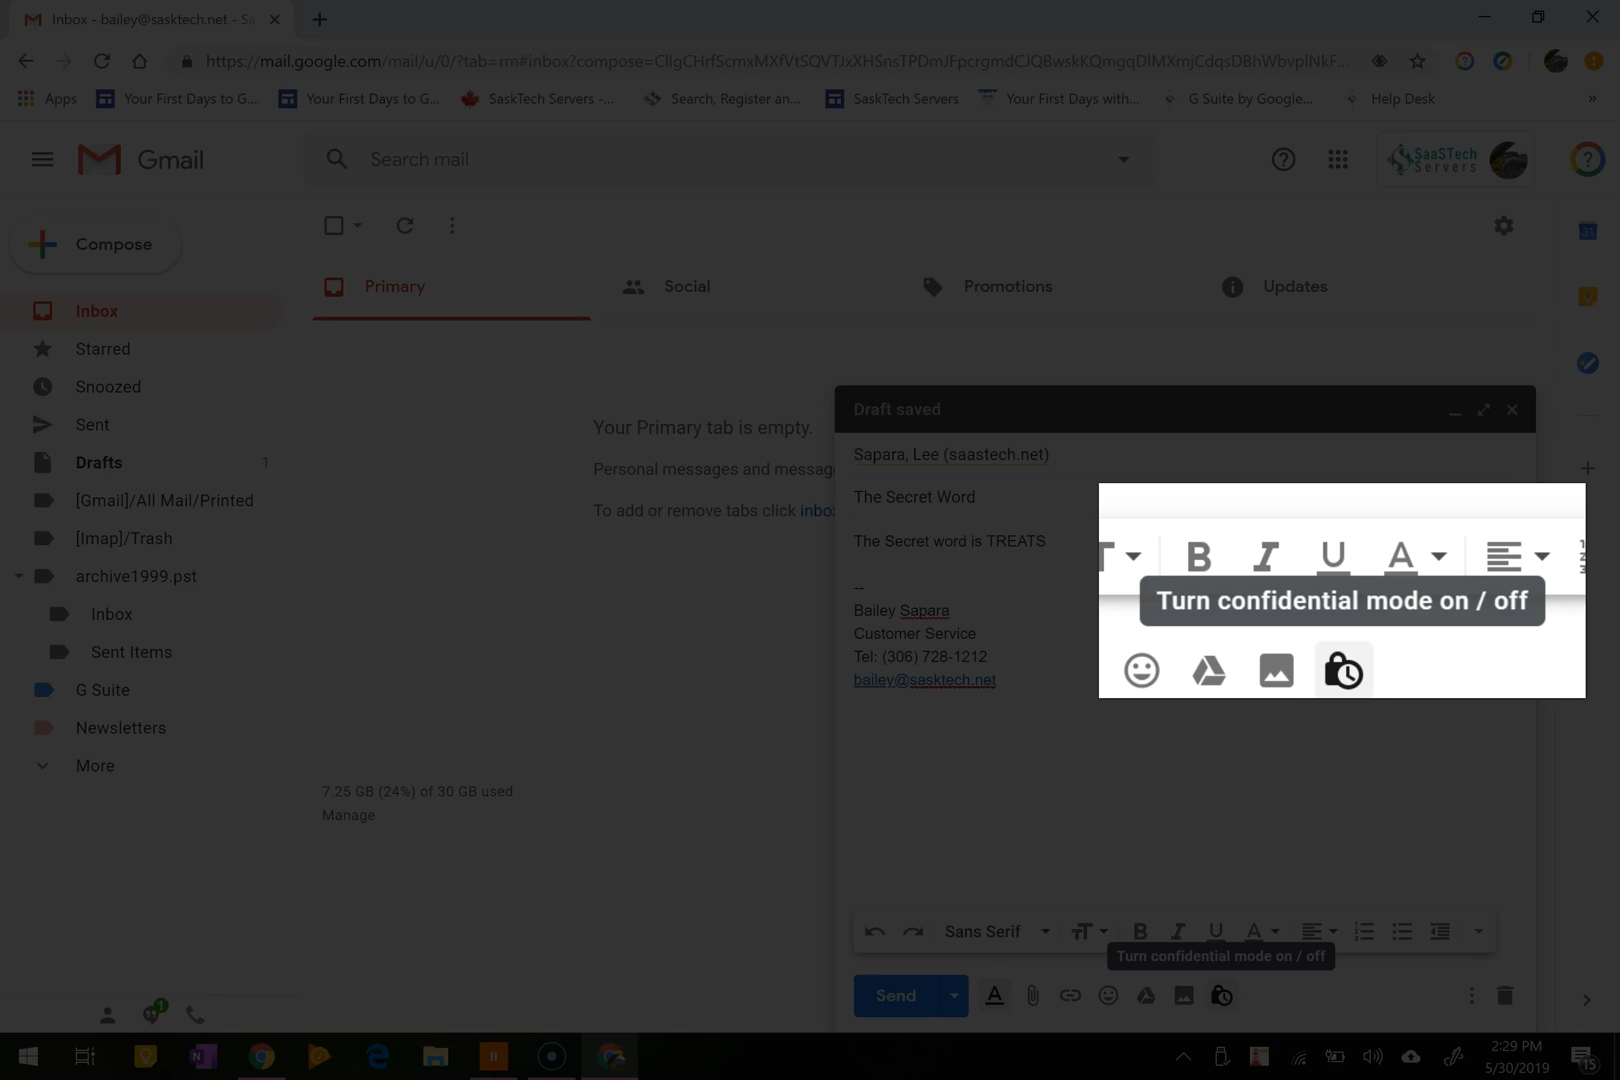 Inbox - bailey@sasktech.net - Sa
https://mail.google.com/mail/u/0/?tab=rm#inbox?compose=CllgCHrfScmxMXfVtSQVTJxXHSnsTPDmJFpcrgmdCJQBwskKQmgqDlMXmjCdqsDBhWbvplNkF...
Apps Your First Days to G... Your First Days to G... SaskTech Servers -... Search, Register an... SaskTech Servers Your First Days with... G Suite by Google... Help Desk »
Gmail Search mail SaaSTech Servers
Compose
Primary Social Promotions Updates
Inbox
Starred
Snoozed
Sent
Drafts 1
[Gmail]/All Mail/Printed
[Imap]/Trash
archive1999.pst
Inbox
Sent Items
G Suite
Newsletters
More
Your Primary tab is empty.
Personal messages and messag
To add or remove tabs click inbox
7.25 GB (24%) of 30 GB used
Manage
Draft saved
Sapara, Lee (saastech.net)
The Secret Word
The Secret word is TREATS
--
Bailey Sapara
Customer Service
Tel: (306) 728-1212
bailey@sasktech.net
T B I U A
Turn confidential mode on / off
Sans Serif TT B I U A
Turn confidential mode on / off
Send A
1
N H
2:29 PM
5/30/2019
15